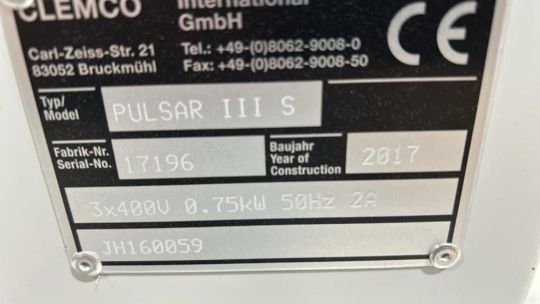 CLEMCO International
GmbH
Carl-Zeiss-Str. 21 Tel.: +49-(0)8062-9008-0
83052 Bruckmühl Fax: +49-(0)8062-9008-50
CE
Typ/
Model PULSAR III S
Fabrik-Nr.
Serial-No. 17196
Baujahr
Year of
Construction 2017
3x400V 0.75kW 50Hz 2A
JH160059